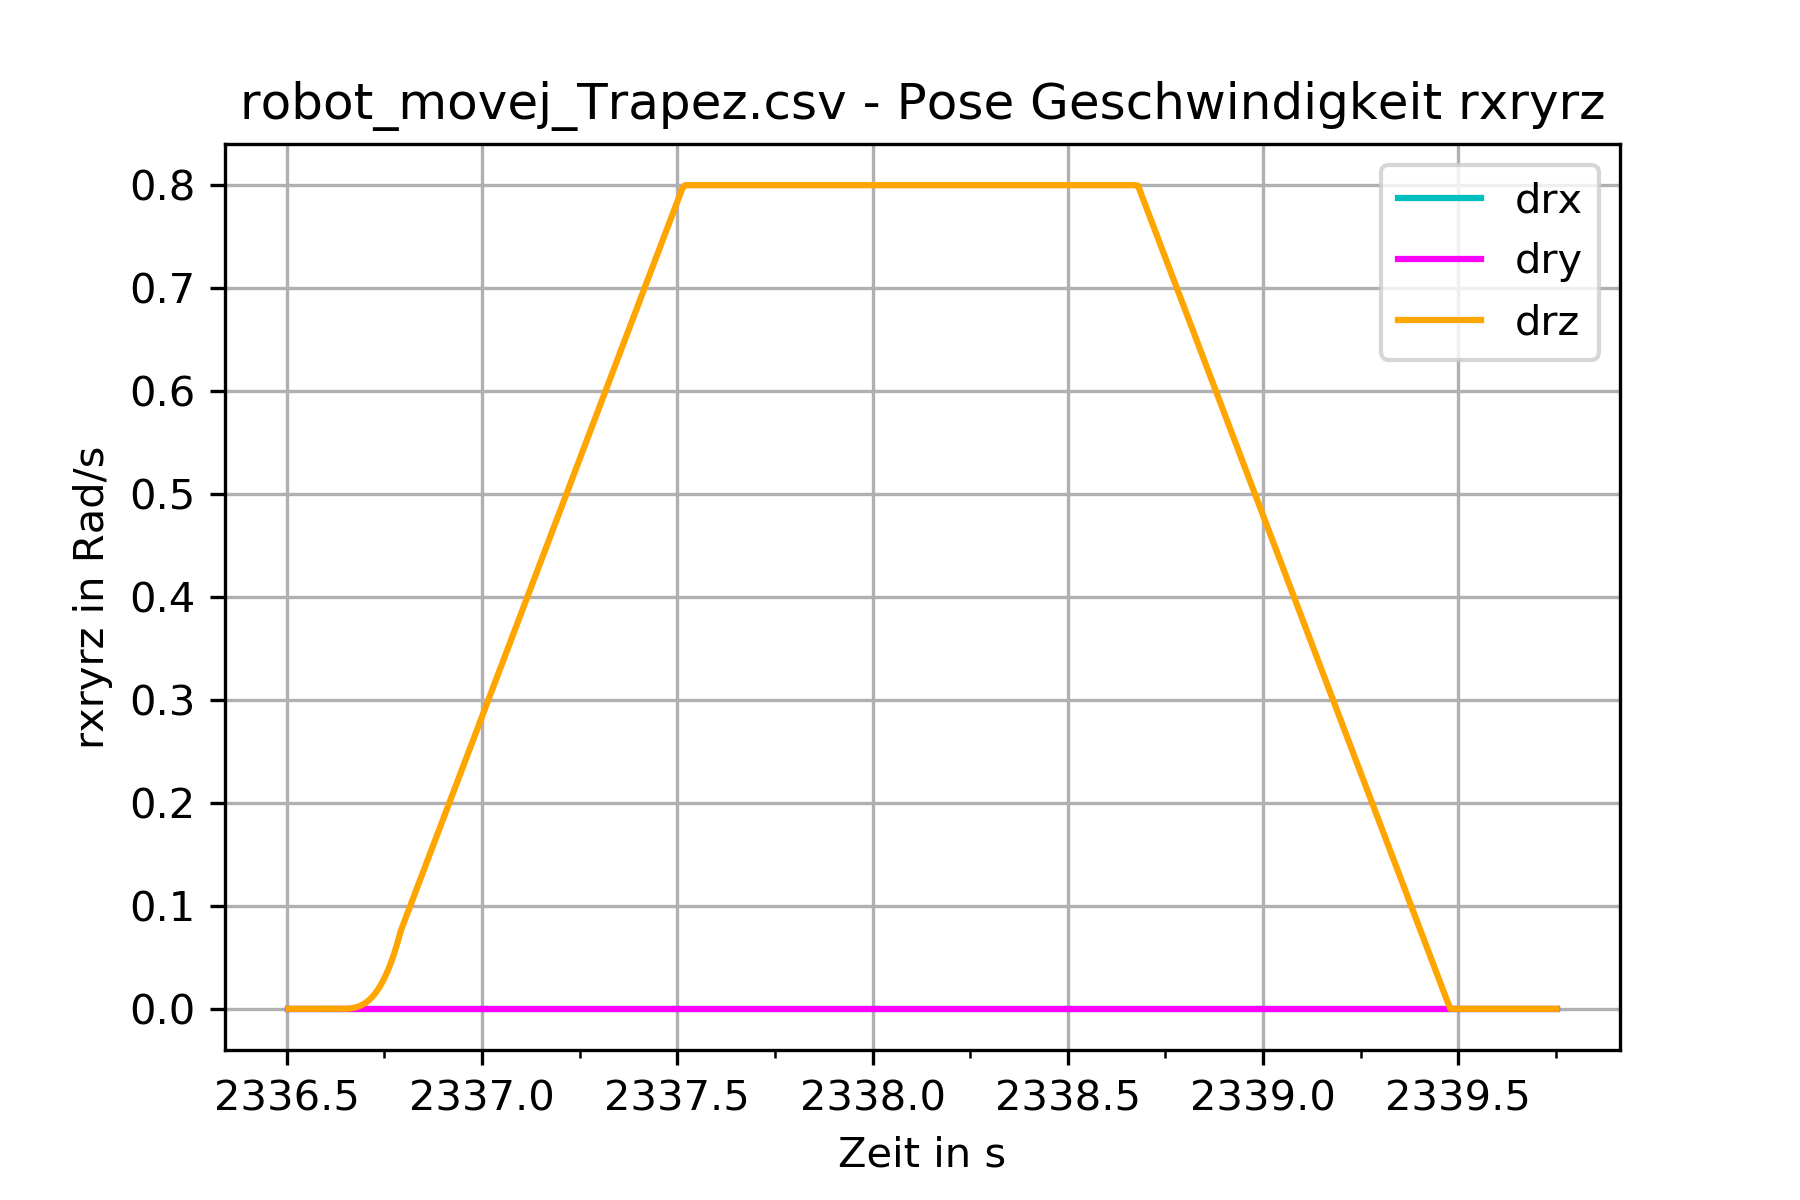 robot_movej_Trapez.csv - Pose Geschwindigkeit rxryrz
drx
dry
drz
rxryrz in Rad/s
0.8
0.7
0.6
0.5
0.4
0.3
0.2
0.1
0.0
2336.5 2337.0 2337.5 2338.0 2338.5 2339.0 2339.5
Zeit in s